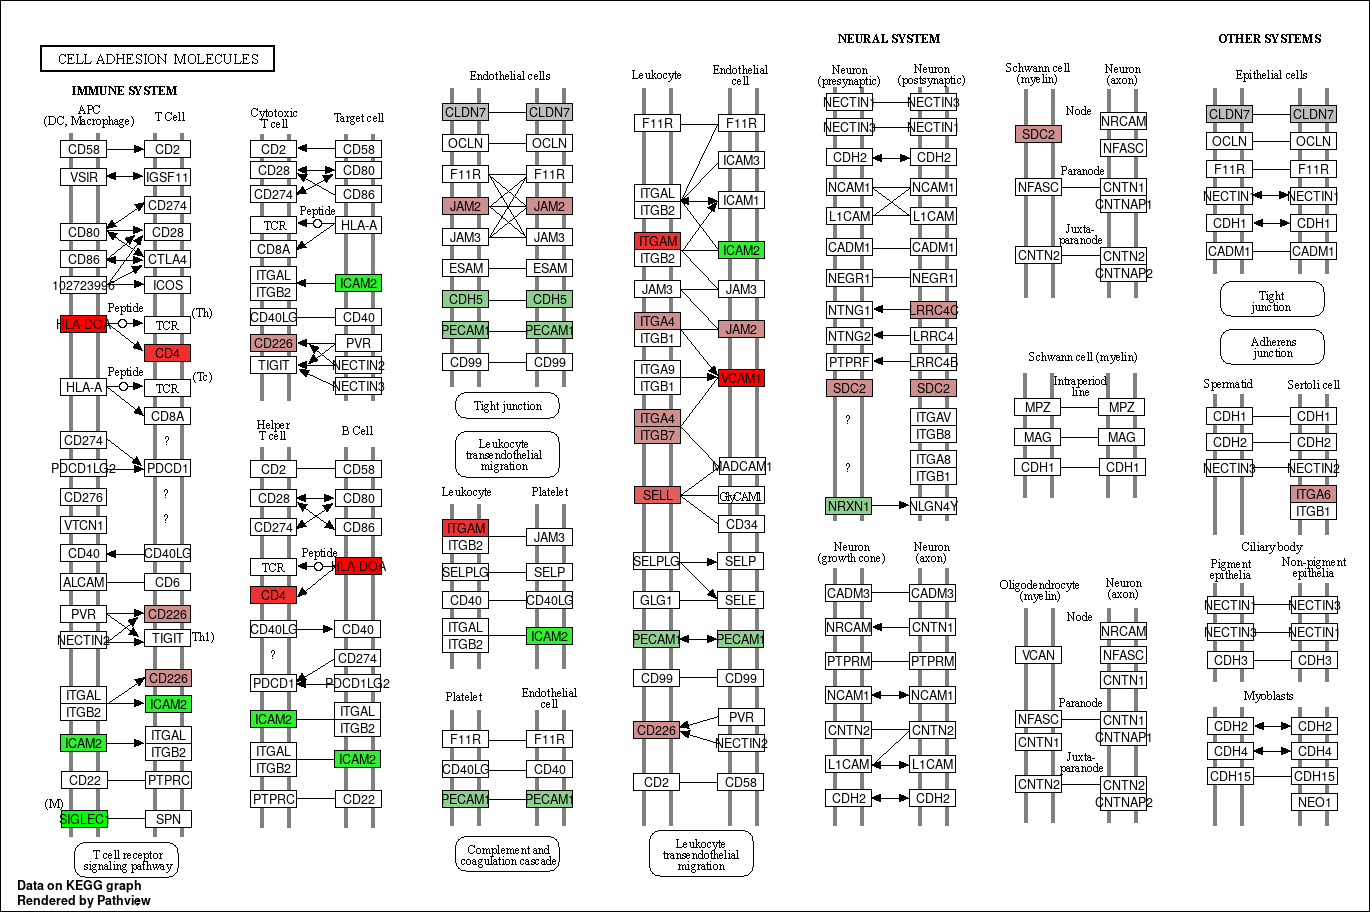 CELL ADHESION MOLECULES
IMMUNE SYSTEM
APC
(DC, Macrophage)
T Cell
CD58
CD2
VSIR
IGSF11
CD274
CD80
CD28
CD86
CTLA4
102723996
ICOS
Peptide
(Th)
HLA-DOA
TCR
CD4
Peptide
(Tc)
HLA-A
TCR
CD8A
CD274
?
PDCD1LG2
PDCD1
CD276
?
VTCN1
?
CD40
CD40LG
ALCAM
CD6
PVR
CD226
NECTIN2
TIGIT
Th1)
CD226
ITGAL
ITGB2
ICAM2
ICAM2
ITGAL
ITGB2
CD22
PTPRC
(M)
SIGLEC1
SPN
T cell receptor
signaling pathway
Data on KEGG graph
Rendered by Pathview
Cytotoxic
T cell
Target cell
CD2
CD58
CD28
CD80
CD274
CD86
Peptide
TCR
HLA-A
CD8A
ITGAL
ITGB2
ICAM2
CD40LG
CD40
CD226
PVR
TIGIT
NECTIN2
NECTIN3
Helper
T cell
B Cell
CD2
CD58
CD28
CD80
CD274
CD86
Peptide
TCR
HLA-DOA
CD4
CD40LG
CD40
?
CD274
PDCD1
PDCD1LG2
ICAM2
ITGAL
ITGB2
ITGAL
ITGB2
ICAM2
PTPRC
CD22
Endothelial cells
CLDN7
CLDN7
OCLN
OCLN
F11R
F11R
JAM2
JAM2
JAM3
JAM3
ESAM
ESAM
CDH5
CDH5
PECAM1
PECAM1
CD99
CD99
Tight junction
Leukocyte
transendothelial
migration
Leukocyte
Platelet
ITGAM
ITGB2
JAM3
SELPLG
SELP
CD40
CD40LG
ITGAL
ITGB2
ICAM2
Platelet
Endothelial
cell
F11R
F11R
CD40LG
CD40
PECAM1
PECAM1
Complement and
coagulation cascade
Leukocyte
Endothelial
cell
F11R
F11R
ICAM3
ITGAL
ITGB2
ICAM1
ITGAM
ITGB2
ICAM2
JAM3
JAM3
ITGA4
ITGB1
JAM2
ITGA9
ITGB1
VCAM1
ITGA4
ITGB7
MADCAM1
SELL
GlyCAM1
CD34
SELPLG
SELP
GLG1
SELE
PECAM1
PECAM1
CD99
CD99
CD226
PVR
NECTIN2
CD2
CD58
Leukocyte
transendothelial
migration
NEURAL SYSTEM
Neuron
(presynaptic)
Neuron
(postsynaptic)
NECTIN1
NECTIN3
NECTIN3
NECTIN1
CDH2
CDH2
NCAM1
NCAM1
L1CAM
L1CAM
CADM1
CADM1
NEGR1
NEGR1
NTNG1
LRRC4C
NTNG2
LRRC4
PTPRF
LRRC4B
SDC2
SDC2
?
ITGAV
ITGB8
?
ITGA8
ITGB1
NRXN1
NLGN4Y
Neuron
(growth cone)
Neuron
(axon)
CADM3
CADM3
NRCAM
CNTN1
PTPRM
PTPRM
NCAM1
NCAM1
CNTN2
CNTN2
L1CAM
L1CAM
CDH2
CDH2
Schwann cell
(myelin)
Neuron
(axon)
Node
NRCAM
SDC2
NFASC
Paranode
NFASC
CNTN1
CNTNAP1
Juxta-
paranode
CNTN2
CNTN2
CNTNAP2
Schwann cell (myelin)
Intraperiod
line
MPZ
MPZ
MAG
MAG
CDH1
CDH1
Oligodendrocyte
(myelin)
Neuron
(axon)
Node
NRCAM
VCAN
NFASC
CNTN1
Paranode
NFASC
CNTN1
CNTN1
CNTNAP1
Juxta-
paranode
CNTN2
CNTN2
CNTNAP2
OTHER SYSTEMS
Epithelial cells
CLDN7
CLDN7
OCLN
OCLN
F11R
F11R
NECTIN1
NECTIN1
CDH1
CDH1
CADM1
CADM1
Tight
junction
Adherens
junction
Spermatid
Sertoli cell
CDH1
CDH1
CDH2
CDH2
NECTIN3
NECTIN2
ITGA6
ITGB1
Ciliary body
Pigment
epithelia
Non-pigment
epithelia
NECTIN1
NECTIN3
NECTIN3
NECTIN1
CDH3
CDH3
Myoblasts
CDH2
CDH2
CDH4
CDH4
CDH15
CDH15
NEO1